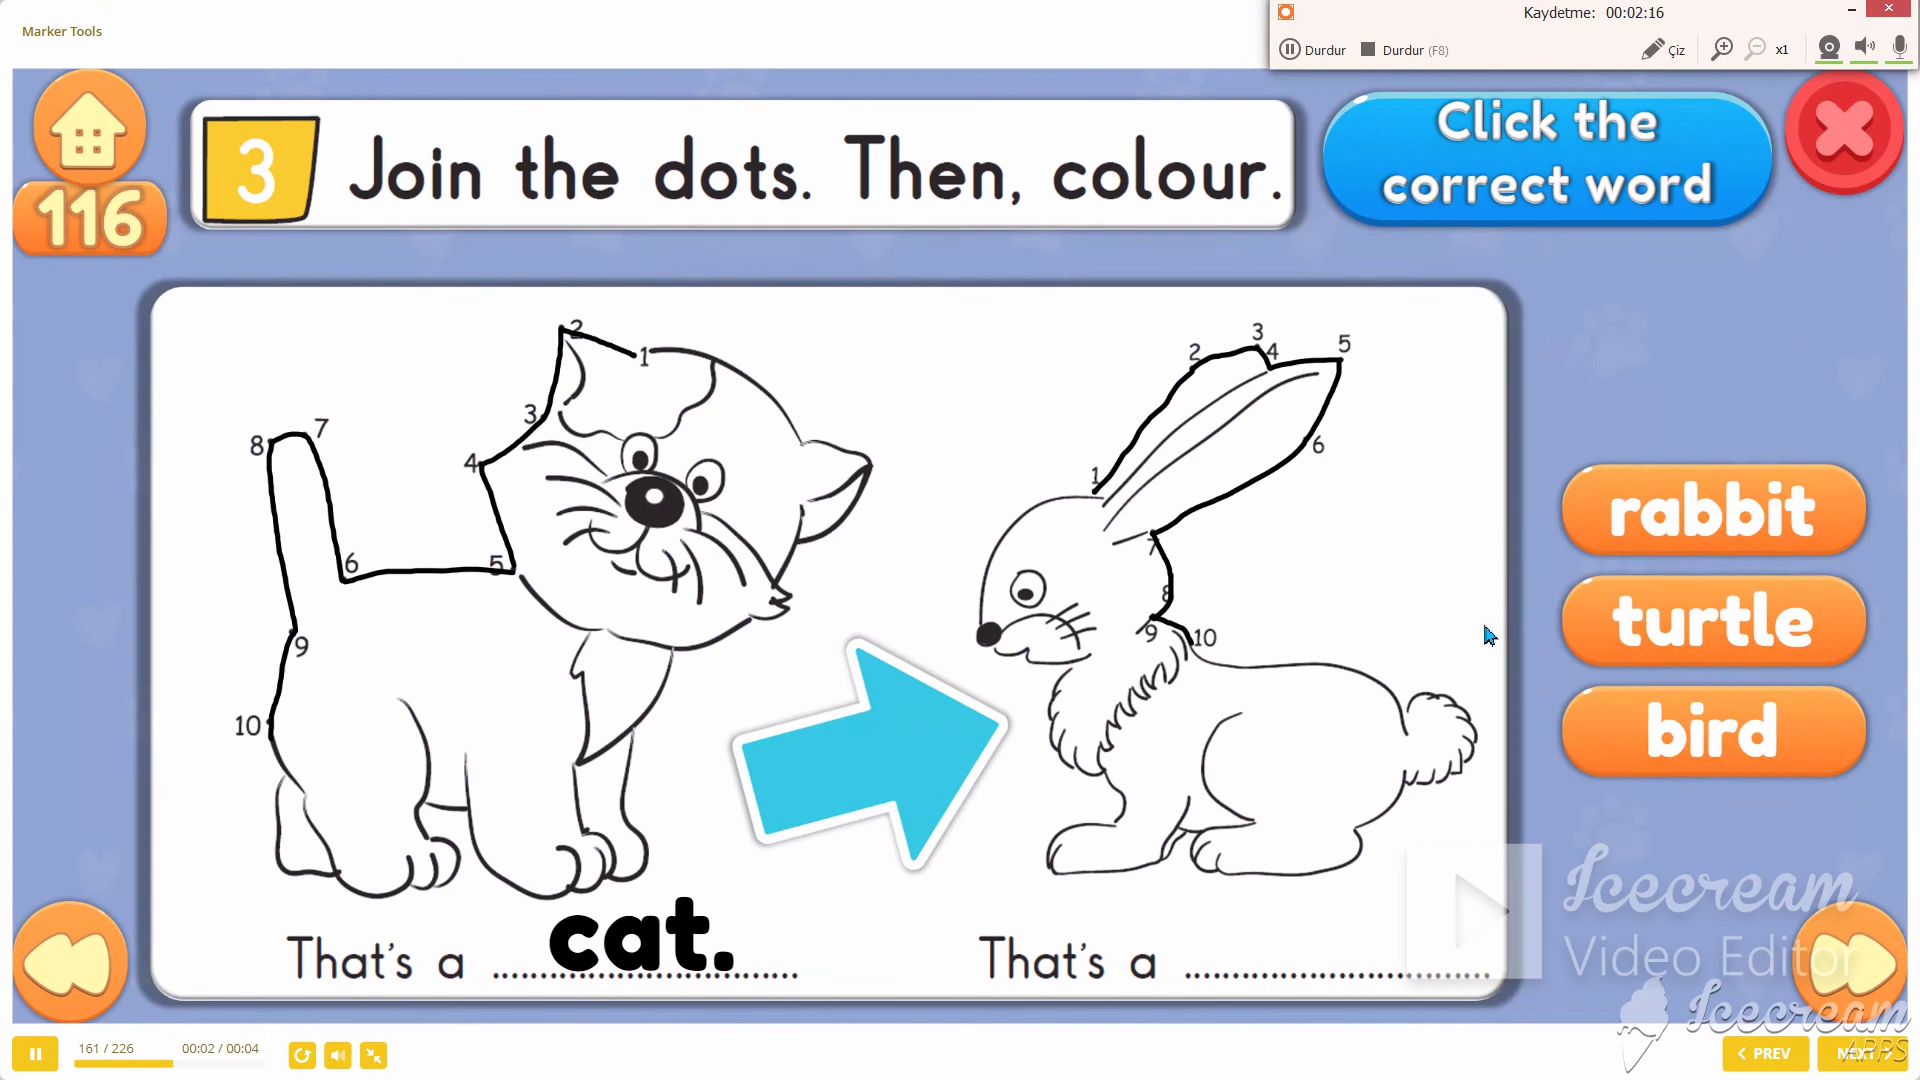 Marker Tools
Kaydetme: 00:02:16
Durdur
Durdur (F8)
Çiz
x1
116
3 Join the dots. Then, colour.
Click the
correct word
2
1
3
4
5
6
7
8
9
10
1
2
3
4
5
6
7
8
9
10
rabbit
turtle
bird
That's a cat.
That's a
Icecream
Video Editor
Icecream
APPS
161 / 226
00:02 / 00:04
PREV
NEXT